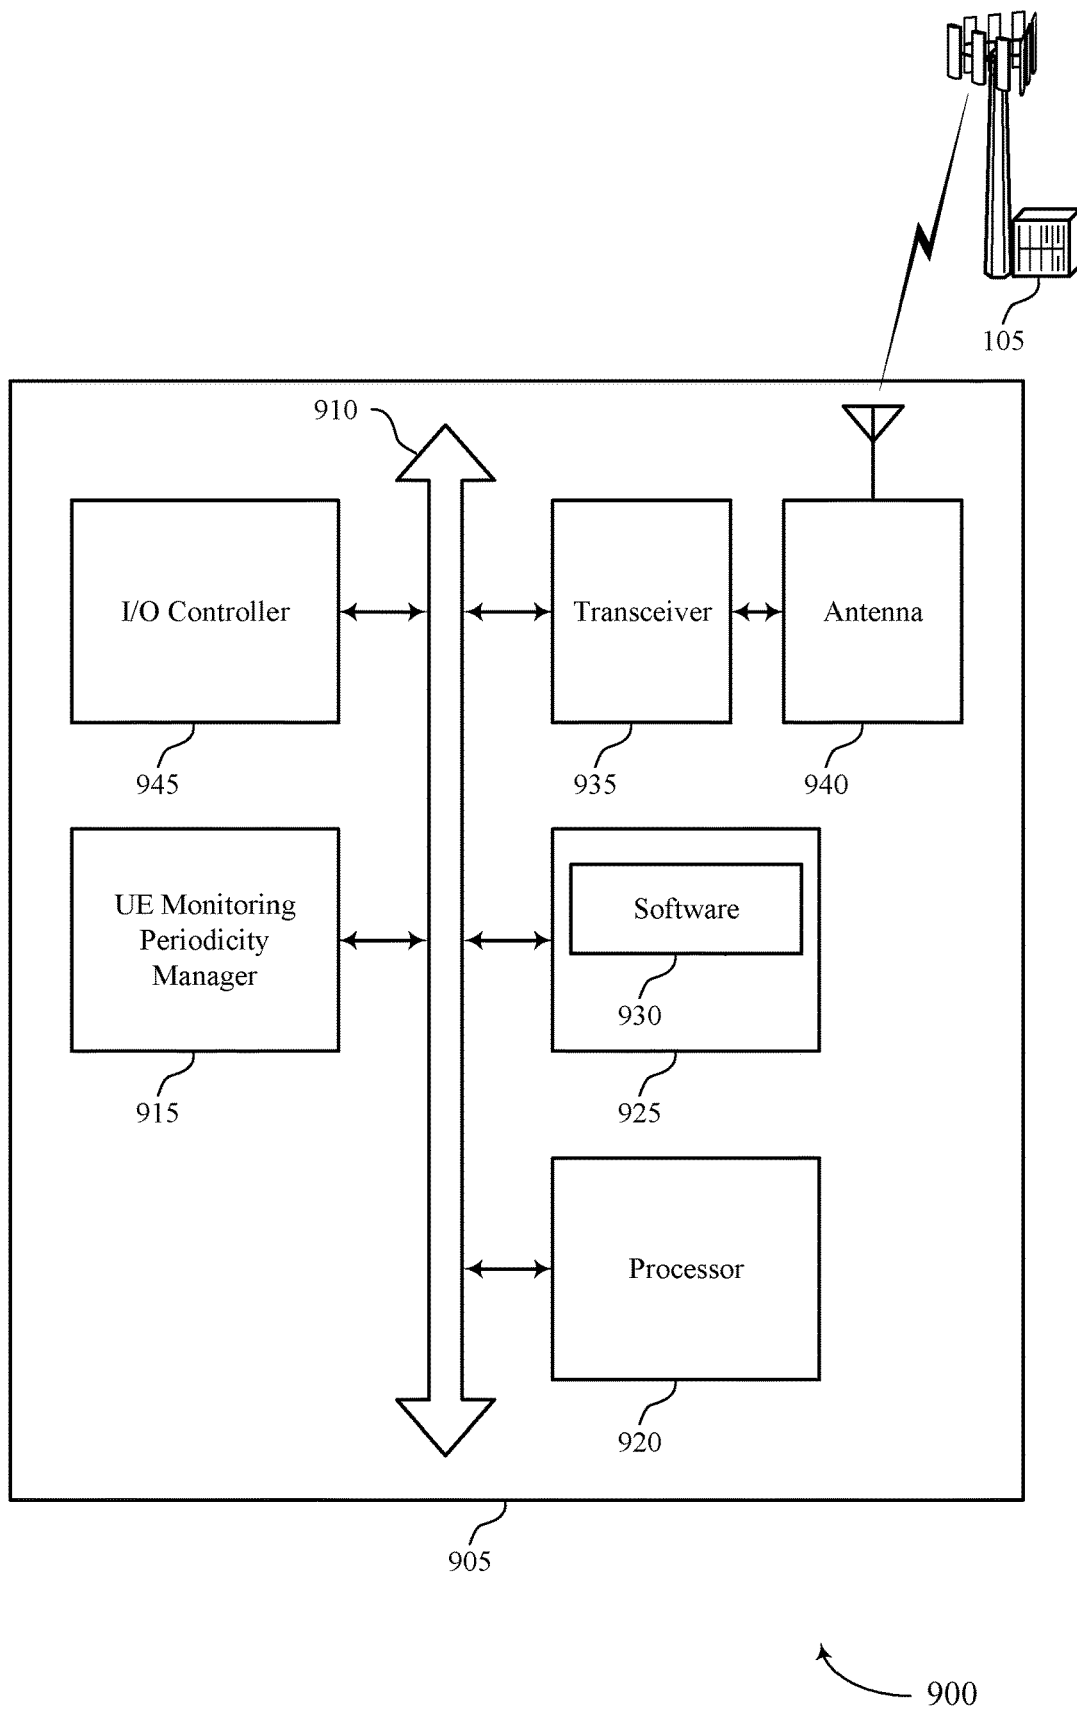 105
910
I/O Controller
Transceiver
Antenna
945
935
940
UE Monitoring
Periodicity
Manager
Software
930
915
925
Processor
920
905
900